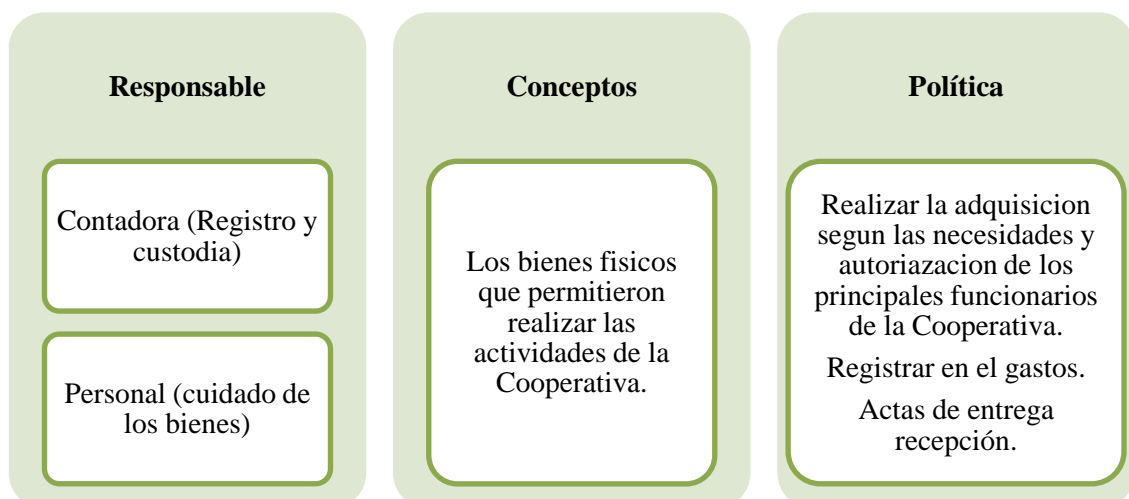 Responsable
Contadora (Registro y
custodia)
Personal (cuidado de
los bienes)
Conceptos
Los bienes fisicos
que permitieron
realizar las
actividades de la
Cooperativa.
Política
Realizar la adquisicion
segun las necesidades y
autoriazacion de los
principales funcionarios
de la Cooperativa.
Registrar en el gastos.
Actas de entrega
recepción.